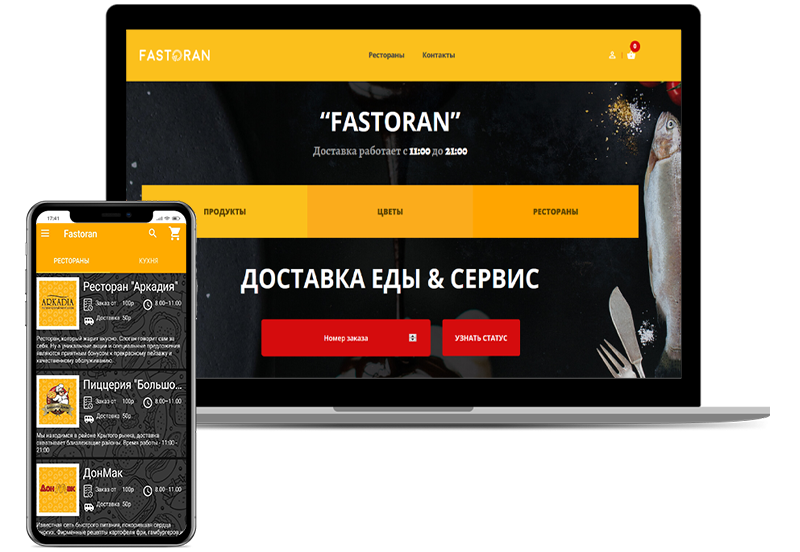 FASTORAN
Рестораны
Контакты
0
“FASTORAN”
Доставка работает с 11:00 до 21:00
ПРОДУКТЫ
ЦВЕТЫ
РЕСТОРАНЫ
ДОСТАВКА ЕДЫ & СЕРВИС
Номер заказа
УЗНАТЬ СТАТУС
17:41
Fastoran
РЕСТОРАНЫ
КУХНЯ
ARKADIA
Ресторан "Аркадия"
Заказ от 100р
8.00–11.00
Доставка 50р
Ресторан, который жарит вкусно. Слоган говорит сам за
себя. Ну а уникальные акции и специальные предложения
являются приятным бонусом к прекрасному пейзажу и
качественному обслуживанию.
Пиццерия "Большо...
Заказ от 100р
8.00–11.00
Доставка 50р
Мы находимся в районе Крытого рынка, доставка
охватывает близлежащие районы. Время работы - 11:00 -
21:00
ДонМак
ДонМак
Заказ от 100р
8.00–11.00
Доставка 50р
Известная сеть быстрого питания, покорившая сердца
многих. Фирменные рецепты картофеля фри, гамбургеров